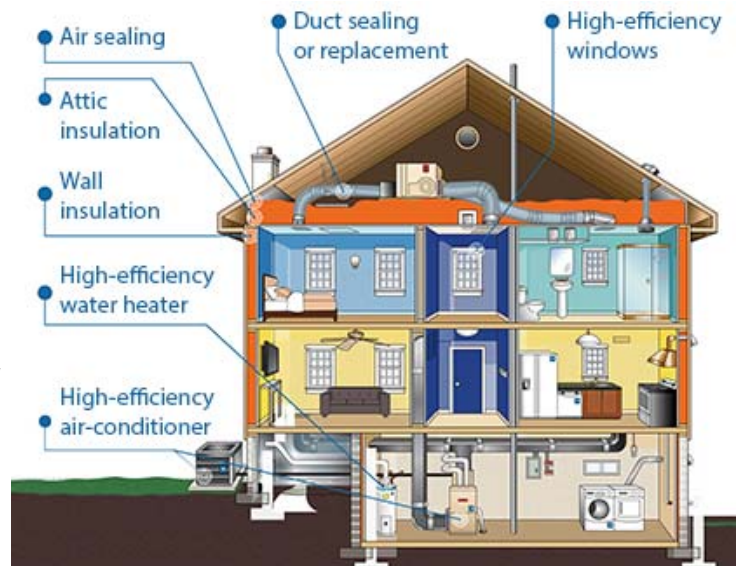 Air sealing
Duct sealing
or replacement
High-efficiency
windows
Attic
insulation
Wall
insulation
High-efficiency
water heater
High-efficiency
air-conditioner